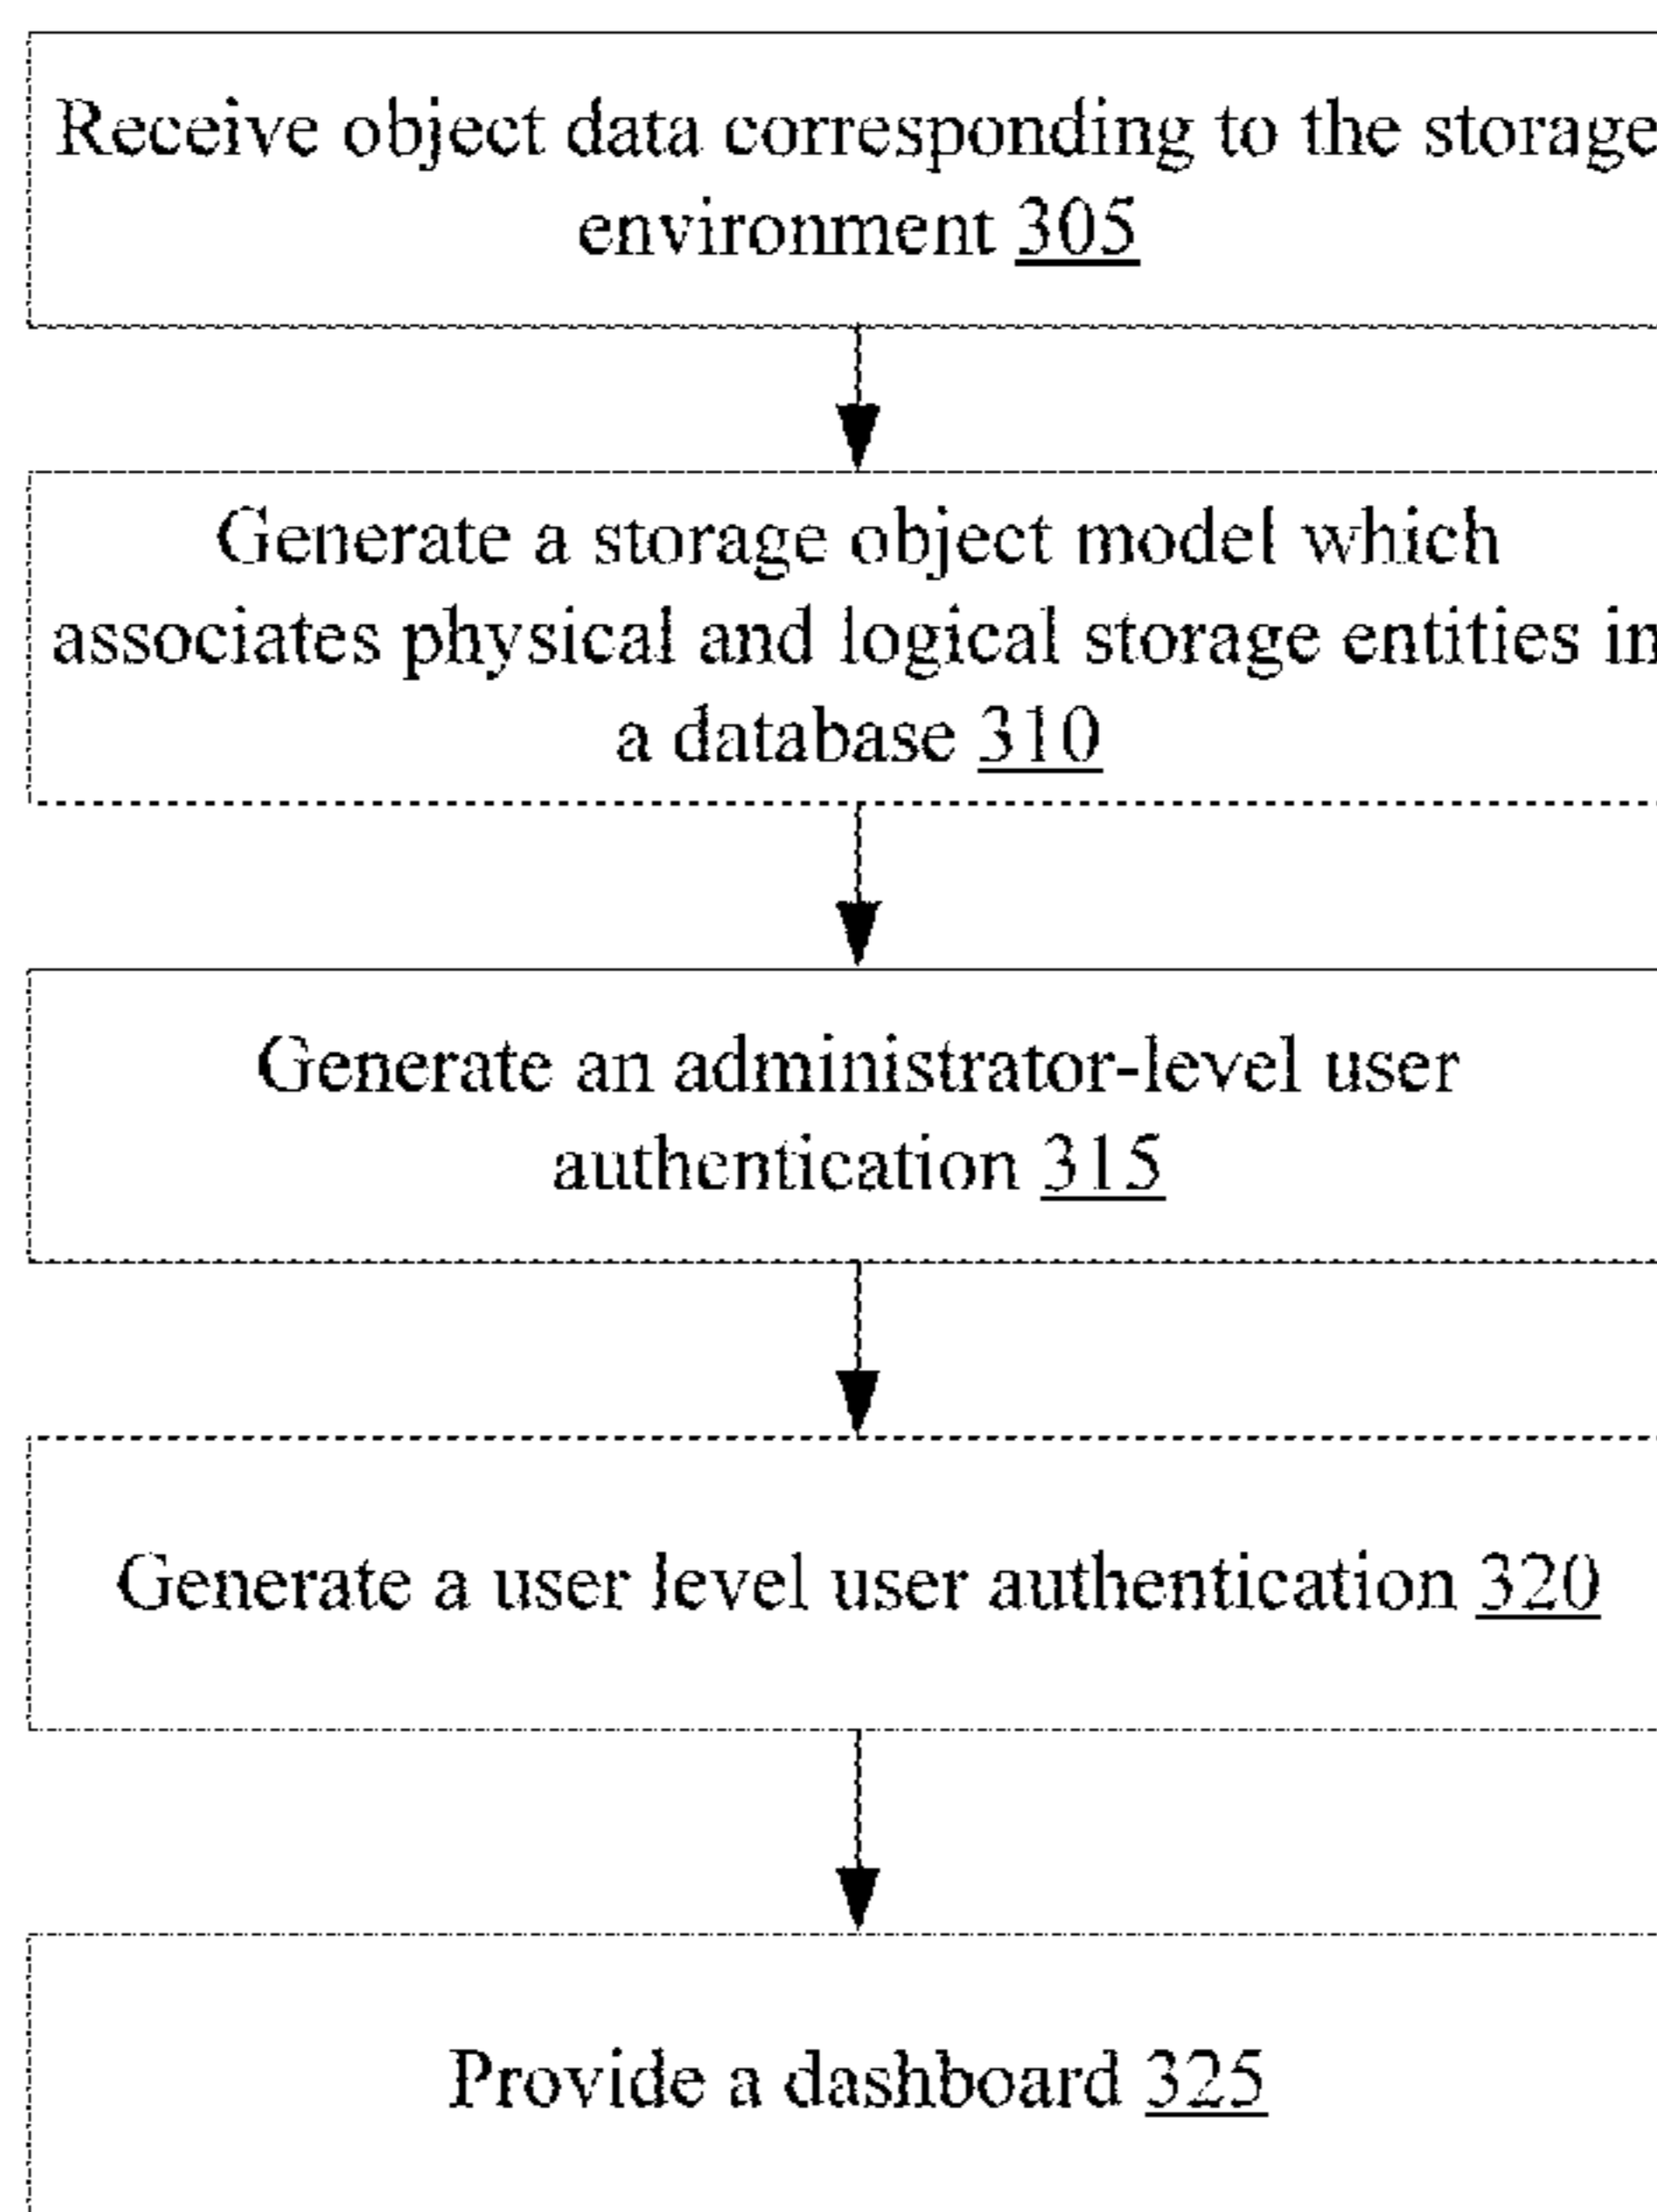 Receive object data corresponding to the storage
environment 305
Generate a storage object model which
associates physical and logical storage entities in
a database 310
Generate an administrator-level user
authentication 315
Generate a user level user authentication 320
Provide a dashboard 325